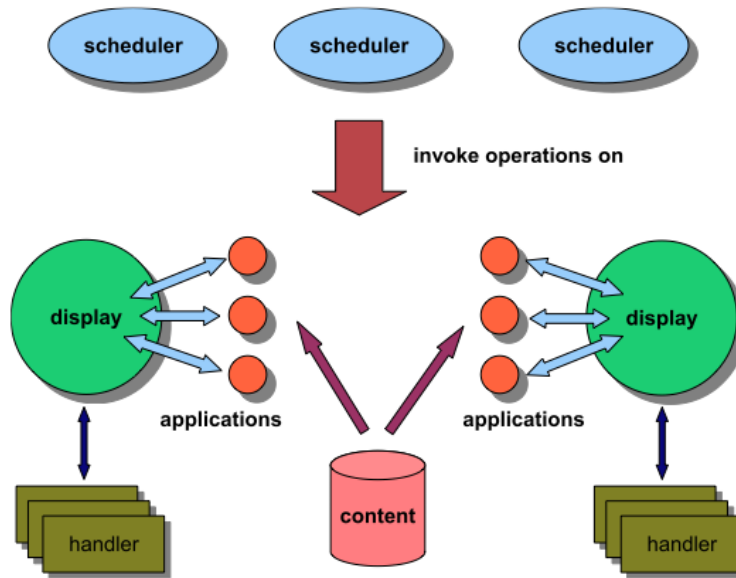 scheduler
scheduler
scheduler
invoke operations on
display
display
applications
applications
content
handler
handler